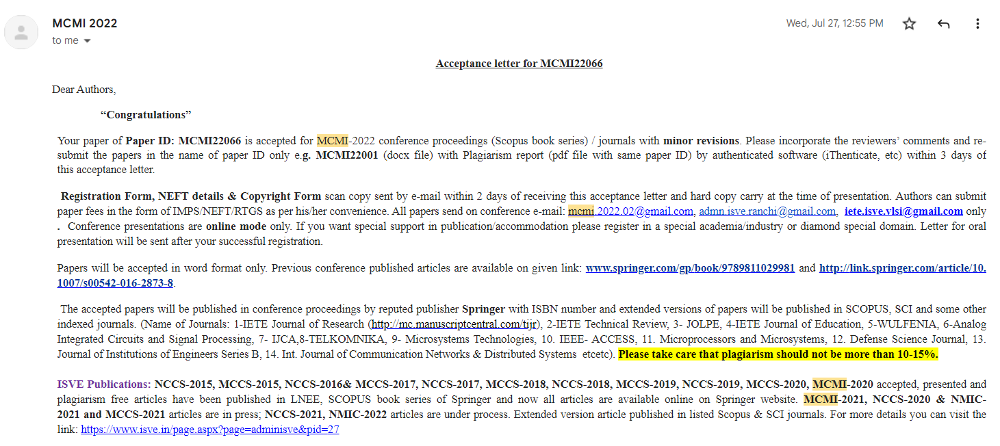 MCMI 2022
Wed, Jul 27, 12:55 PM
to me
Acceptance letter for MCMI22066
Dear Authors,
“Congratulations”
Your paper of Paper ID: MCMI22066 is accepted for MCMI-2022 conference proceedings (Scopus book series) / journals with minor revisions. Please incorporate the reviewers’ comments and re-
submit the papers in the name of paper ID only e.g. MCMI22001 (docx file) with Plagiarism report (pdf file with same paper ID) by authenticated software (iThenticate, etc) within 3 days of
this acceptance letter.
Registration Form, NEFT details & Copyright Form scan copy sent by e-mail within 2 days of receiving this acceptance letter and hard copy carry at the time of presentation. Authors can submit
paper fees in the form of IMPS/NEFT/RTGS as per his/her convenience. All papers send on conference e-mail: mcmi.2022.02@gmail.com, admn.isve.ranchi@gmail.com, iete.isve.vlsi@gmail.com only
. Conference presentations are online mode only. If you want special support in publication/accommodation please register in a special academia/industry or diamond special domain. Letter for oral
presentation will be sent after your successful registration.
Papers will be accepted in word format only. Previous conference published articles are available on given link: www.springer.com/gp/book/9789811029981 and http://link.springer.com/article/10.
1007/s00542-016-2873-8.
The accepted papers will be published in conference proceedings by reputed publisher Springer with ISBN number and extended versions of papers will be published in SCOPUS, SCI and some other
indexed journals. (Name of Journals: 1-IETE Journal of Research (http://mc.manuscriptcentral.com/tijr), 2-IETE Technical Review, 3- JOLPE, 4-IETE Journal of Education, 5-WULFENIA, 6-Analog
Integrated Circuits and Signal Processing, 7- IJCA,8-TELKOMNIKA, 9- Microsystems Technologies, 10. IEEE- ACCESS, 11. Microprocessors and Microsystems, 12. Defense Science Journal, 13.
Journal of Institutions of Engineers Series B, 14. Int. Journal of Communication Networks & Distributed Systems etcetc). Please take care that plagiarism should not be more than 10-15%.
ISVE Publications: NCCS-2015, MCCS-2015, NCCS-2016& MCCS-2017, NCCS-2017, MCCS-2018, NCCS-2018, MCCS-2019, NCCS-2019, MCCS-2020, MCMI-2020 accepted, presented and
plagiarism free articles have been published in LNEE, SCOPUS book series of Springer and now all articles are available online on Springer website. MCMI-2021, NCCS-2020 & NMIC-
2021 and MCCS-2021 articles are in press; NCCS-2021, NMIC-2022 articles are under process. Extended version article published in listed Scopus & SCI journals. For more details you can visit the
link: https://www.isve.in/page.aspx?page=adminisve&pid=27